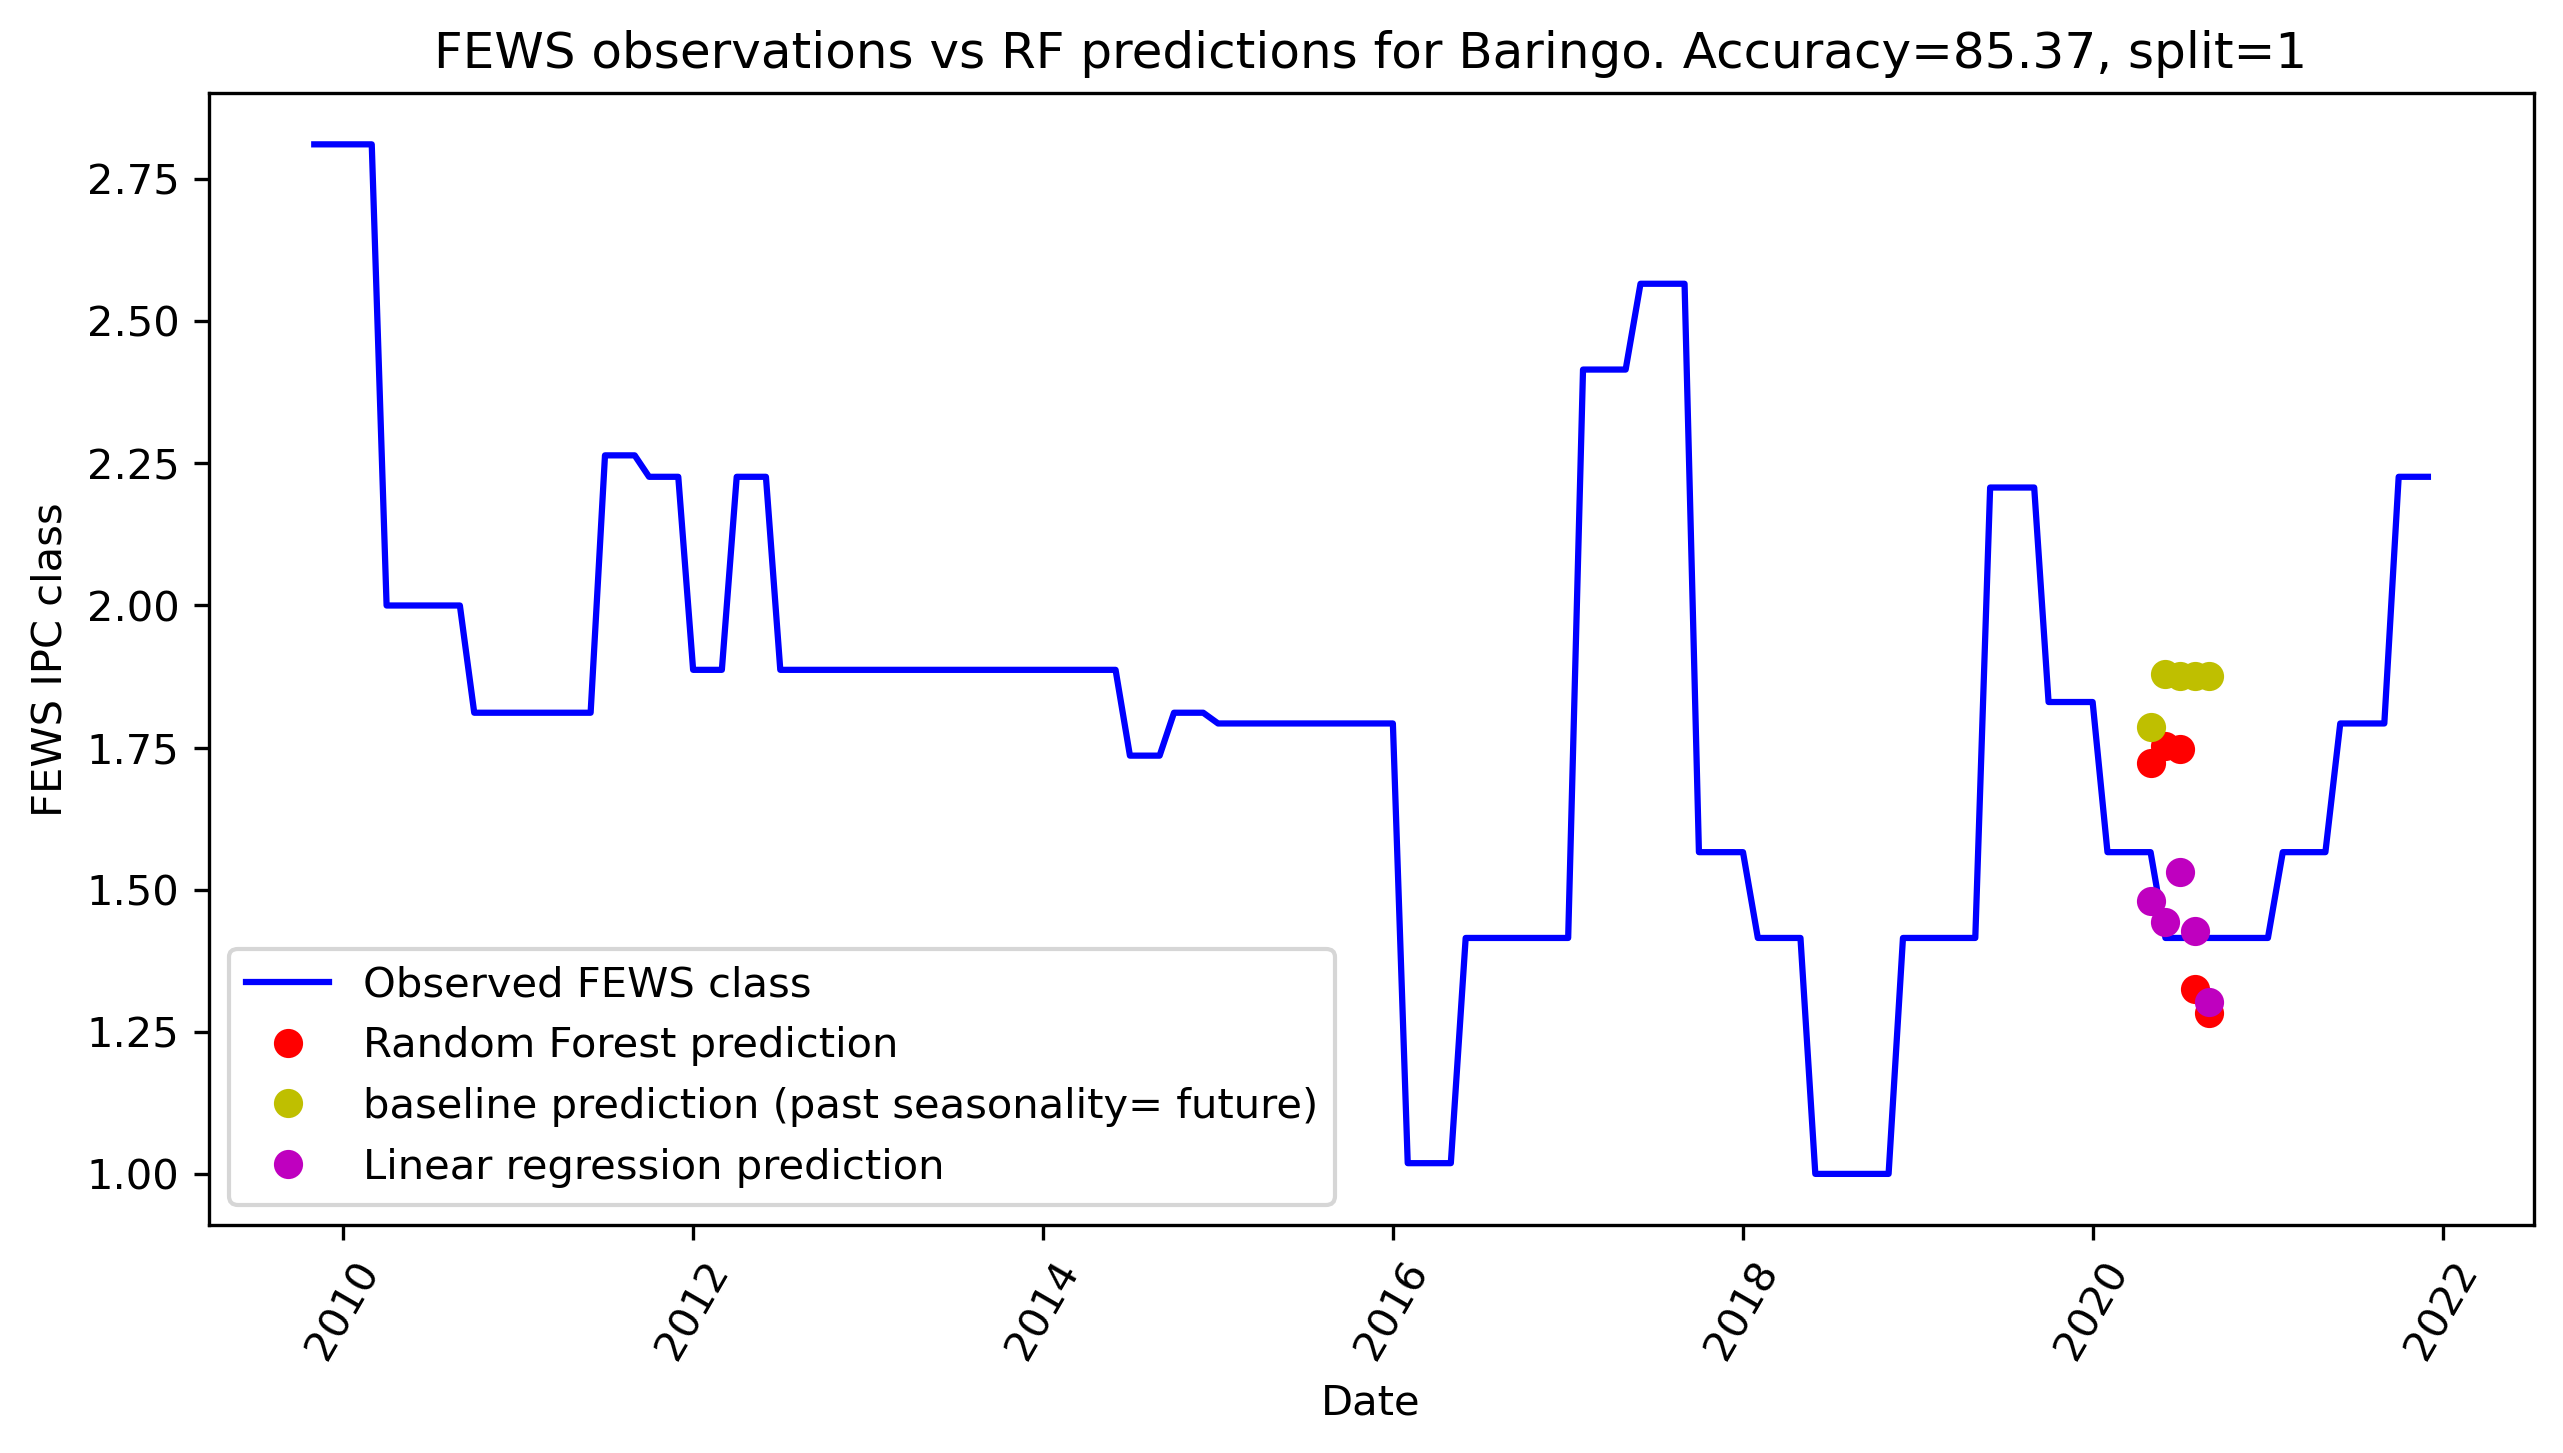 FEWS observations vs RF predictions for Baringo. Accuracy=85.37, split=1
FEWS IPC class
2.75
2.50
2.25
2.00
1.75
1.50
1.25
1.00
Observed FEWS class
Random Forest prediction
baseline prediction (past seasonality= future)
Linear regression prediction
2010
2012
2014
2016
2018
2020
2022
Date